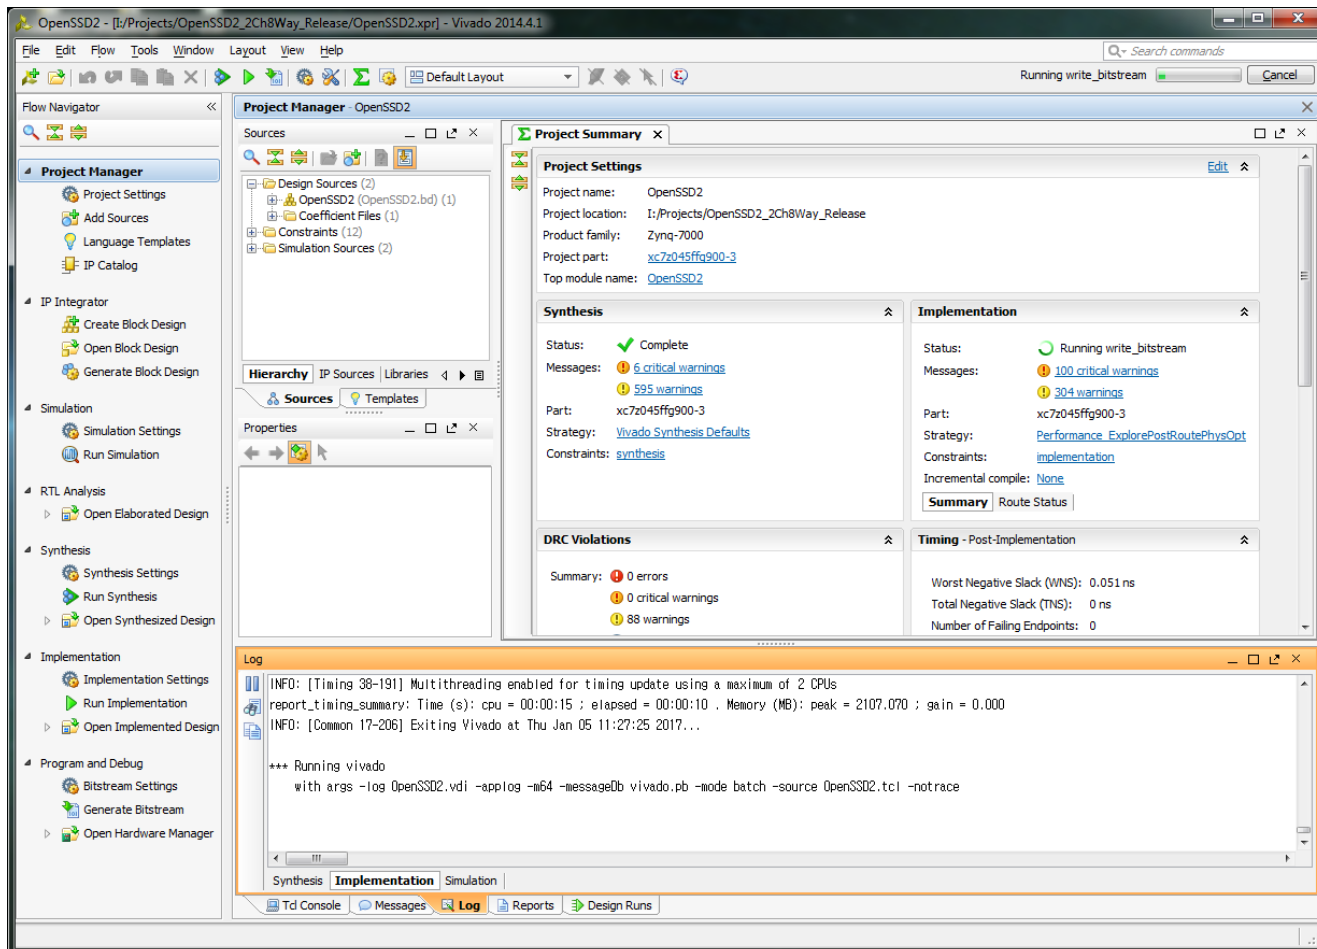 OpenSSD2 - [I:/Projects/OpenSSD2_2Ch8Way_Release/OpenSSD2.xpr] - Vivado 2014.4.1
File Edit Flow Tools Window Layout View Help
Search commands
Default Layout
Running write_bitstream
Cancel
Flow Navigator
Project Manager
Project Settings
Add Sources
Language Templates
IP Catalog
IP Integrator
Create Block Design
Open Block Design
Generate Block Design
Simulation
Simulation Settings
Run Simulation
RTL Analysis
Open Elaborated Design
Synthesis
Synthesis Settings
Run Synthesis
Open Synthesized Design
Implementation
Implementation Settings
Run Implementation
Open Implemented Design
Program and Debug
Bitstream Settings
Generate Bitstream
Open Hardware Manager
Project Manager - OpenSSD2
Sources
Design Sources (2)
OpenSSD2 (OpenSSD2.bd) (1)
Coefficient Files (1)
Constraints (12)
Simulation Sources (2)
Hierarchy IP Sources Libraries
Sources Templates
Properties
Project Summary
Project Settings
Edit
Project name: OpenSSD2
Project location: I:/Projects/OpenSSD2_2Ch8Way_Release
Product family: Zynq-7000
Project part: xc7z045ffg900-3
Top module name: OpenSSD2
Synthesis
Status: Complete
Messages: 6 critical warnings
595 warnings
Part: xc7z045ffg900-3
Strategy: Vivado Synthesis Defaults
Constraints: synthesis
Implementation
Status: Running write_bitstream
Messages: 100 critical warnings
304 warnings
Part: xc7z045ffg900-3
Strategy: Performance_ExplorePostRoutePhysOpt
Constraints: implementation
Incremental compile: None
Summary Route Status
DRC Violations
Summary: 0 errors
0 critical warnings
88 warnings
Timing - Post-Implementation
Worst Negative Slack (WNS): 0.051 ns
Total Negative Slack (TNS): 0 ns
Number of Failing Endpoints: 0
Log
INFO: [Timing 38-191] Multithreading enabled for timing update using a maximum of 2 CPUs
report_timing_summary: Time (s): cpu = 00:00:15 ; elapsed = 00:00:10 . Memory (MB): peak = 2107.070 ; gain = 0.000
INFO: [Common 17-206] Exiting Vivado at Thu Jan 05 11:27:25 2017...
*** Running vivado
with args -log OpenSSD2.vdi -applog -m64 -messageDb vivado.pb -mode batch -source OpenSSD2.tcl -notrace
Synthesis Implementation Simulation
Tcl Console Messages Log Reports Design Runs